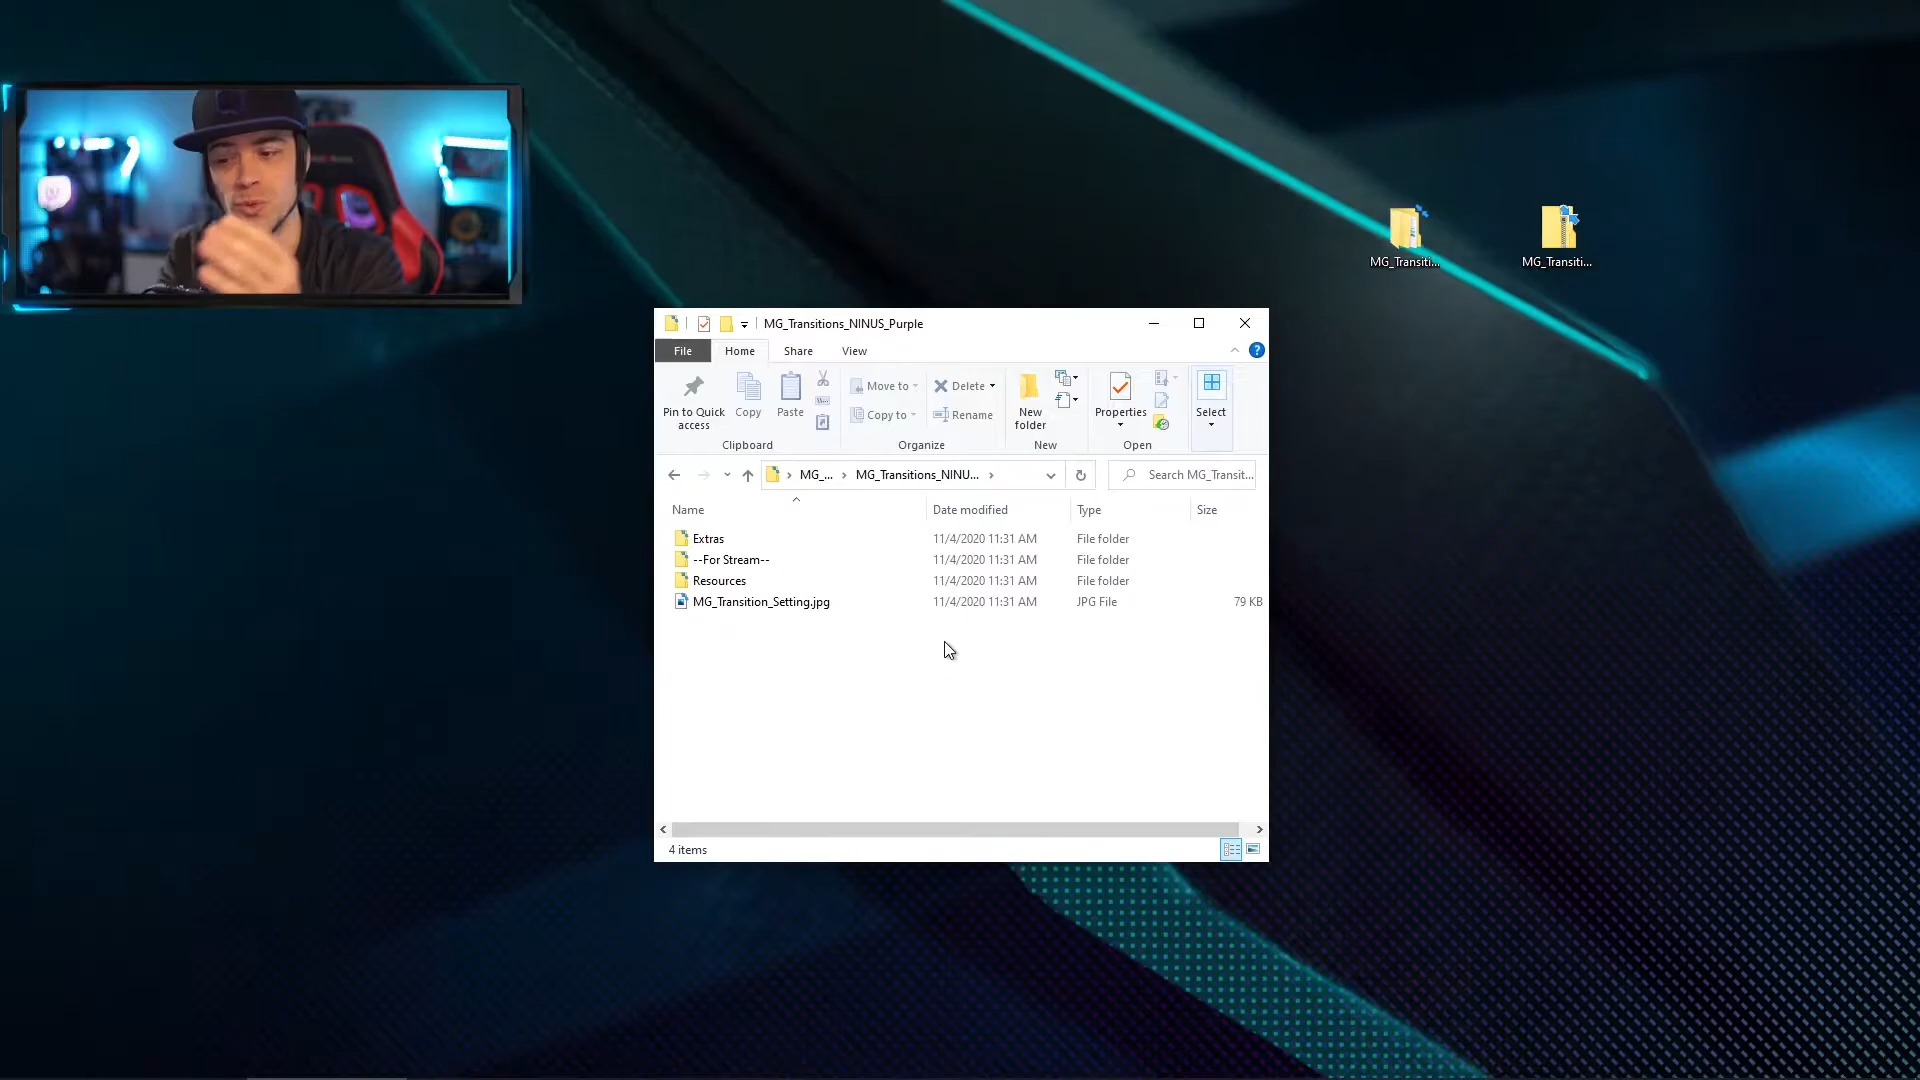 MG_Transiti...
MG_Transiti...
MG_Transitions_NINUS_Purple
File
Home
Share
View
Pin to Quick access
Copy
Paste
Move to
Copy to
Delete
Rename
New folder
Properties
Select
Clipboard
Organize
New
Open
MG_...
MG_Transitions_NINU...
Search MG_Transit...
Name
Date modified
Type
Size
Extras 11/4/2020 11:31 AM File folder
--For Stream-- 11/4/2020 11:31 AM File folder
Resources 11/4/2020 11:31 AM File folder
MG_Transition_Setting.jpg 11/4/2020 11:31 AM JPG File 79 KB
4 items